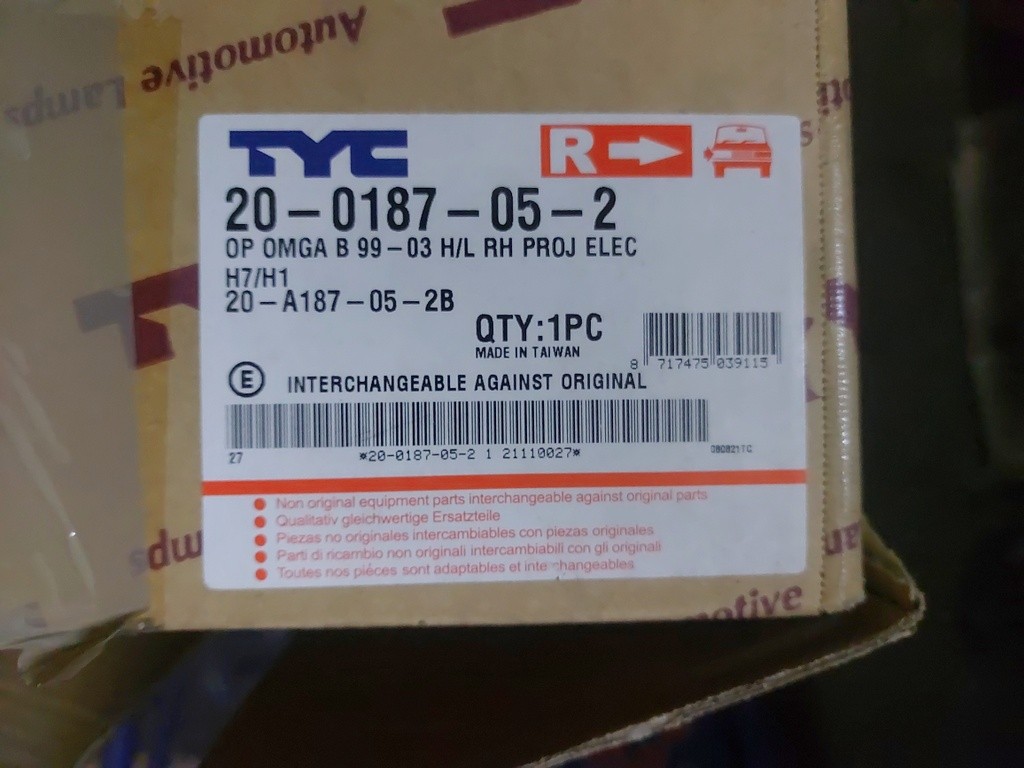 Automotive Lamps
TYC
R
20-0187-05-2
OP OMGA B 99-03 H/L RH PROJ ELEC
H7/H1
20-A187-05-2B
QTY:1PC
MADE IN TAIWAN
8 717475 039115
E INTERCHANGEABLE AGAINST ORIGINAL
27 *20-0187-05-2 1 21110027* 080821TC
Non original equipment parts interchangeable against original parts
Qualitativ gleichwertige Ersatzteile
Piezas no originales intercambiables con piezas originales
Parti di ricambio non originali intercambiabili con gli originali
Toutes nos piéces sont adaptables et interchangeables